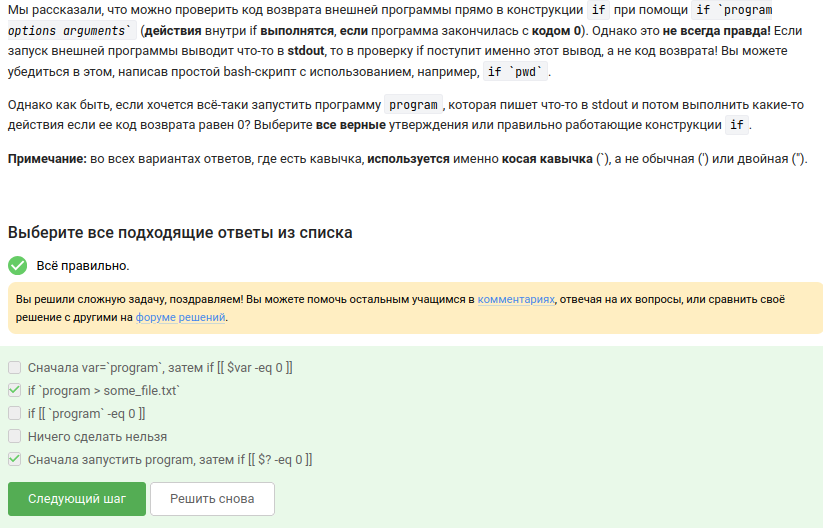 Мы рассказали, что можно проверить код возврата внешней программы прямо в конструкции if при помощи if `program
options arguments` (действия внутри if выполнятся, если программа закончилась с кодом 0). Однако это не всегда правда! Если
запуск внешней программы выводит что-то в stdout, то в проверку if поступит именно этот вывод, а не код возврата! Вы можете
убедиться в этом, написав простой bash-скрипт с использованием, например, if `pwd`.
Однако как быть, если хочется всё-таки запустить программу program, которая пишет что-то в stdout и потом выполнить какие-то
действия если ее код возврата равен 0? Выберите все верные утверждения или правильно работающие конструкции if.
Примечание: во всех вариантах ответов, где есть кавычка, используется именно косая кавычка (`), а не обычная (') или двойная (").
Выберите все подходящие ответы из списка
Всё правильно.
Вы решили сложную задачу, поздравляем! Вы можете помочь остальным учащимся в комментариях, отвечая на их вопросы, или сравнить своё
решение с другими на форуме решений.
Сначала var=`program`, затем if [[ $var -eq 0 ]]
if `program > some_file.txt`
if [[ `program` -eq 0 ]]
Ничего сделать нельзя
Сначала запустить program, затем if [[ $? -eq 0 ]]
Следующий шаг Решить снова